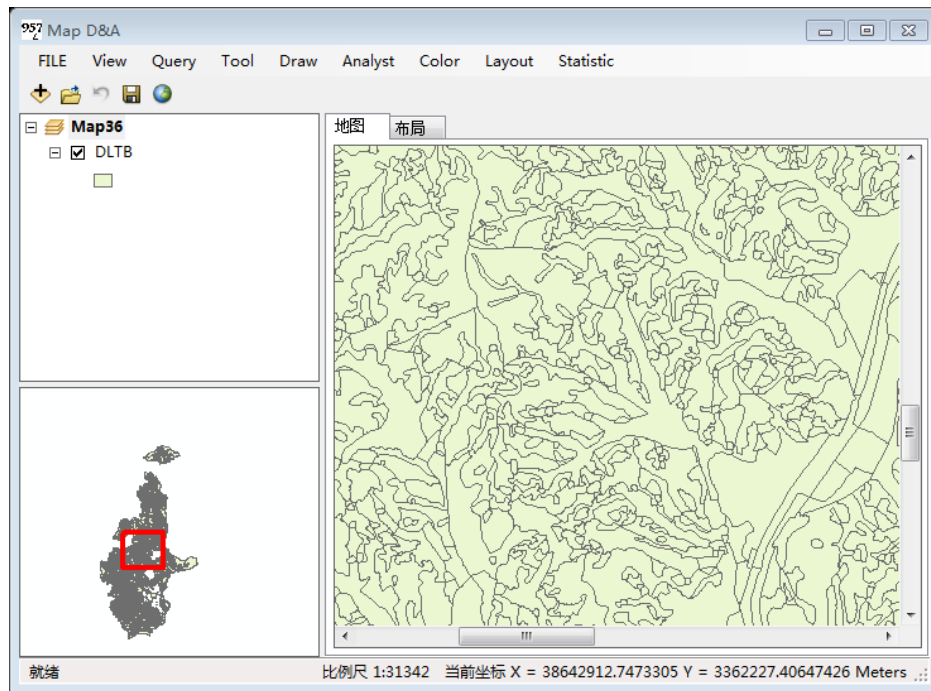 Map D&A
FILE View Query Tool Draw Analyst Color Layout Statistic
Map36
DLTB
地图 布局
就绪 比例尺 1:31342 当前坐标 X = 38642912.7473305 Y = 3362227.40647426 Meters